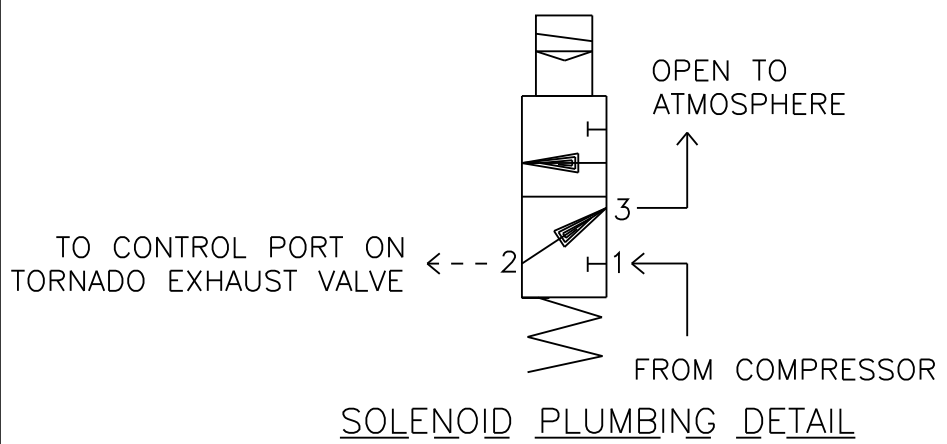 OPEN TO
ATMOSPHERE
3
TO CONTROL PORT ON
TORNADO EXHAUST VALVE
2
1
FROM COMPRESSOR
SOLENOID PLUMBING DETAIL